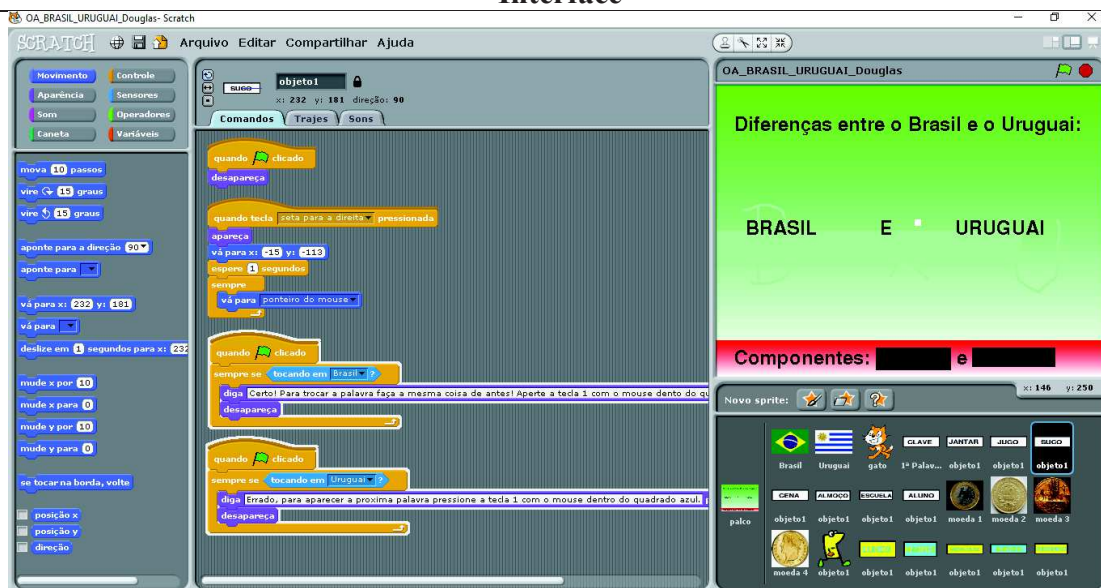 Interface
OA_BRASIL_URUGUAI_Douglas- Scratch
SCRATCH Arquivo Editar Compartilhar Ajuda
Movimento Controle
Aparência Sensores
Som Operadores
Caneta Variáveis
mova 10 passos
vire 15 graus
vire 15 graus
aponte para a direção 90
aponte para
vá para x: 232 y: 181
vá para
deslize em 1 segundos para x: 232
mude x por 10
mude x para 0
mude y por 10
mude y para 0
se tocar na borda, volte
posição x
posição y
direção
SUCO
objeto1
x: 232 y: 181 direção: 90
Comandos Trajes Sons
quando clicado
desapareça
quando tecla seta para a direita pressionada
apareça
vá para x: -15 y: -113
espere 1 segundos
sempre
vá para ponteiro do mouse
quando clicado
sempre se tocando em Brasil ?
diga Certo! Para trocar a palavra faça a mesma coisa de antes! Aperte a tecla 1 com o mouse dento do qu
desapareça
quando clicado
sempre se tocando em Uruguai ?
diga Errado, para aparecer a proxima palavra pressione a tecla 1 com o mouse dentro do quadrado azul.
desapareça
OA_BRASIL_URUGUAI_Douglas
Diferenças entre o Brasil e o Uruguai:
BRASIL E URUGUAI
Componentes: e
x: 146 y: 250
Novo sprite:
CLAVE JANTAR JUGO SUCO
Brasil Uruguai gato 1ª Palav... objeto1 objeto1 objeto1
CENA ALMOÇO ESCUELA ALUNO
palco
objeto1 objeto1 objeto1 objeto1 moeda 1 moeda 2 moeda 3
moeda 4 objeto1 objeto1 objeto1 objeto1 objeto1 objeto1